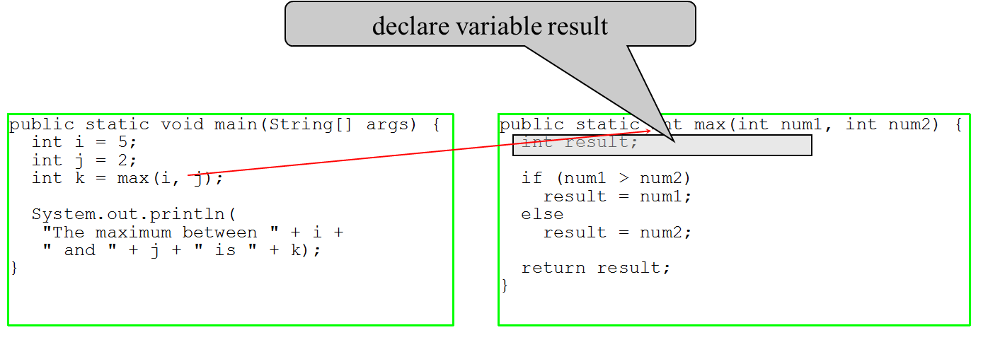 declare variable result
public static void main(String[] args) {
  int i = 5;
  int j = 2;
  int k = max(i, j);
  System.out.println(
   "The maximum between " + i +
   " and " + j + " is " + k);
}
public static int max(int num1, int num2) {
  int result;
  if (num1 > num2)
    result = num1;
  else
    result = num2;
  return result;
}